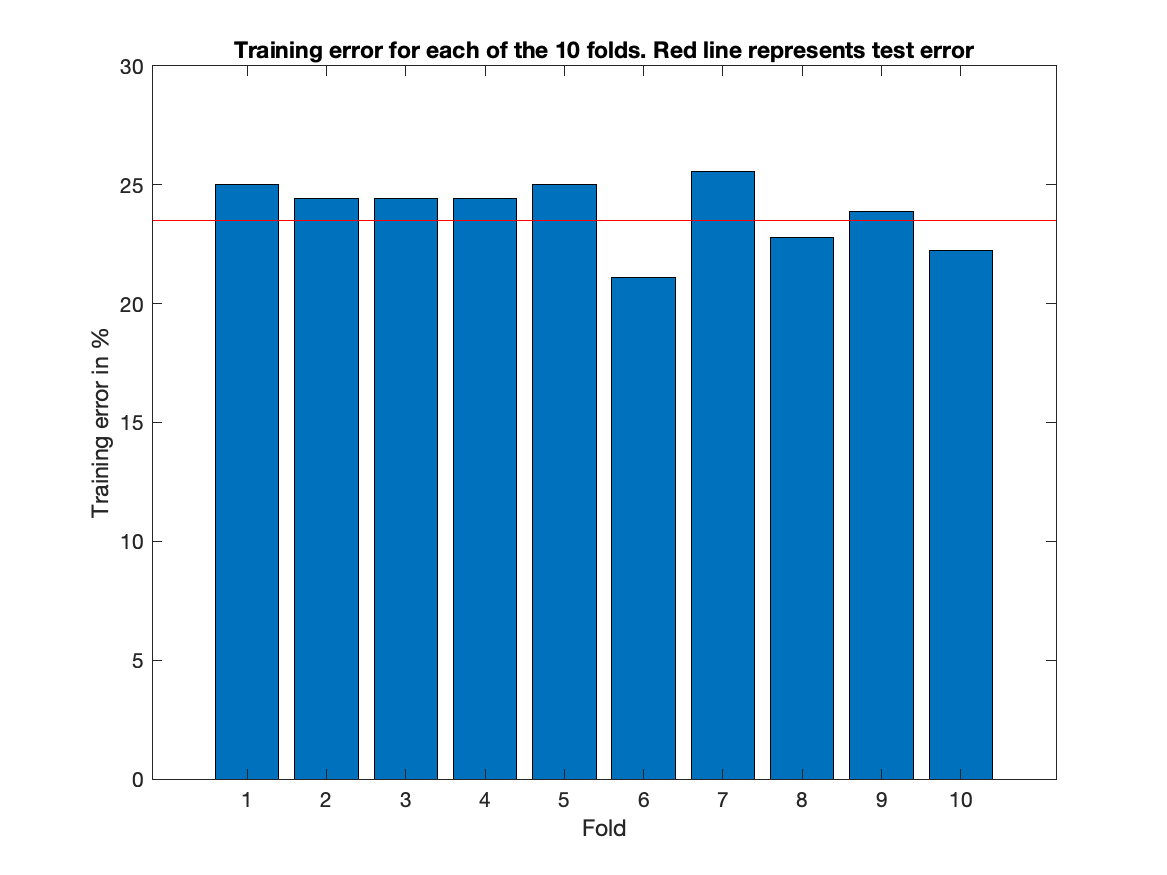 Training error for each of the 10 folds. Red line represents test error
30
25
20
15
10
5
0
Training error in %
1 2 3 4 5 6 7 8 9 10
Fold